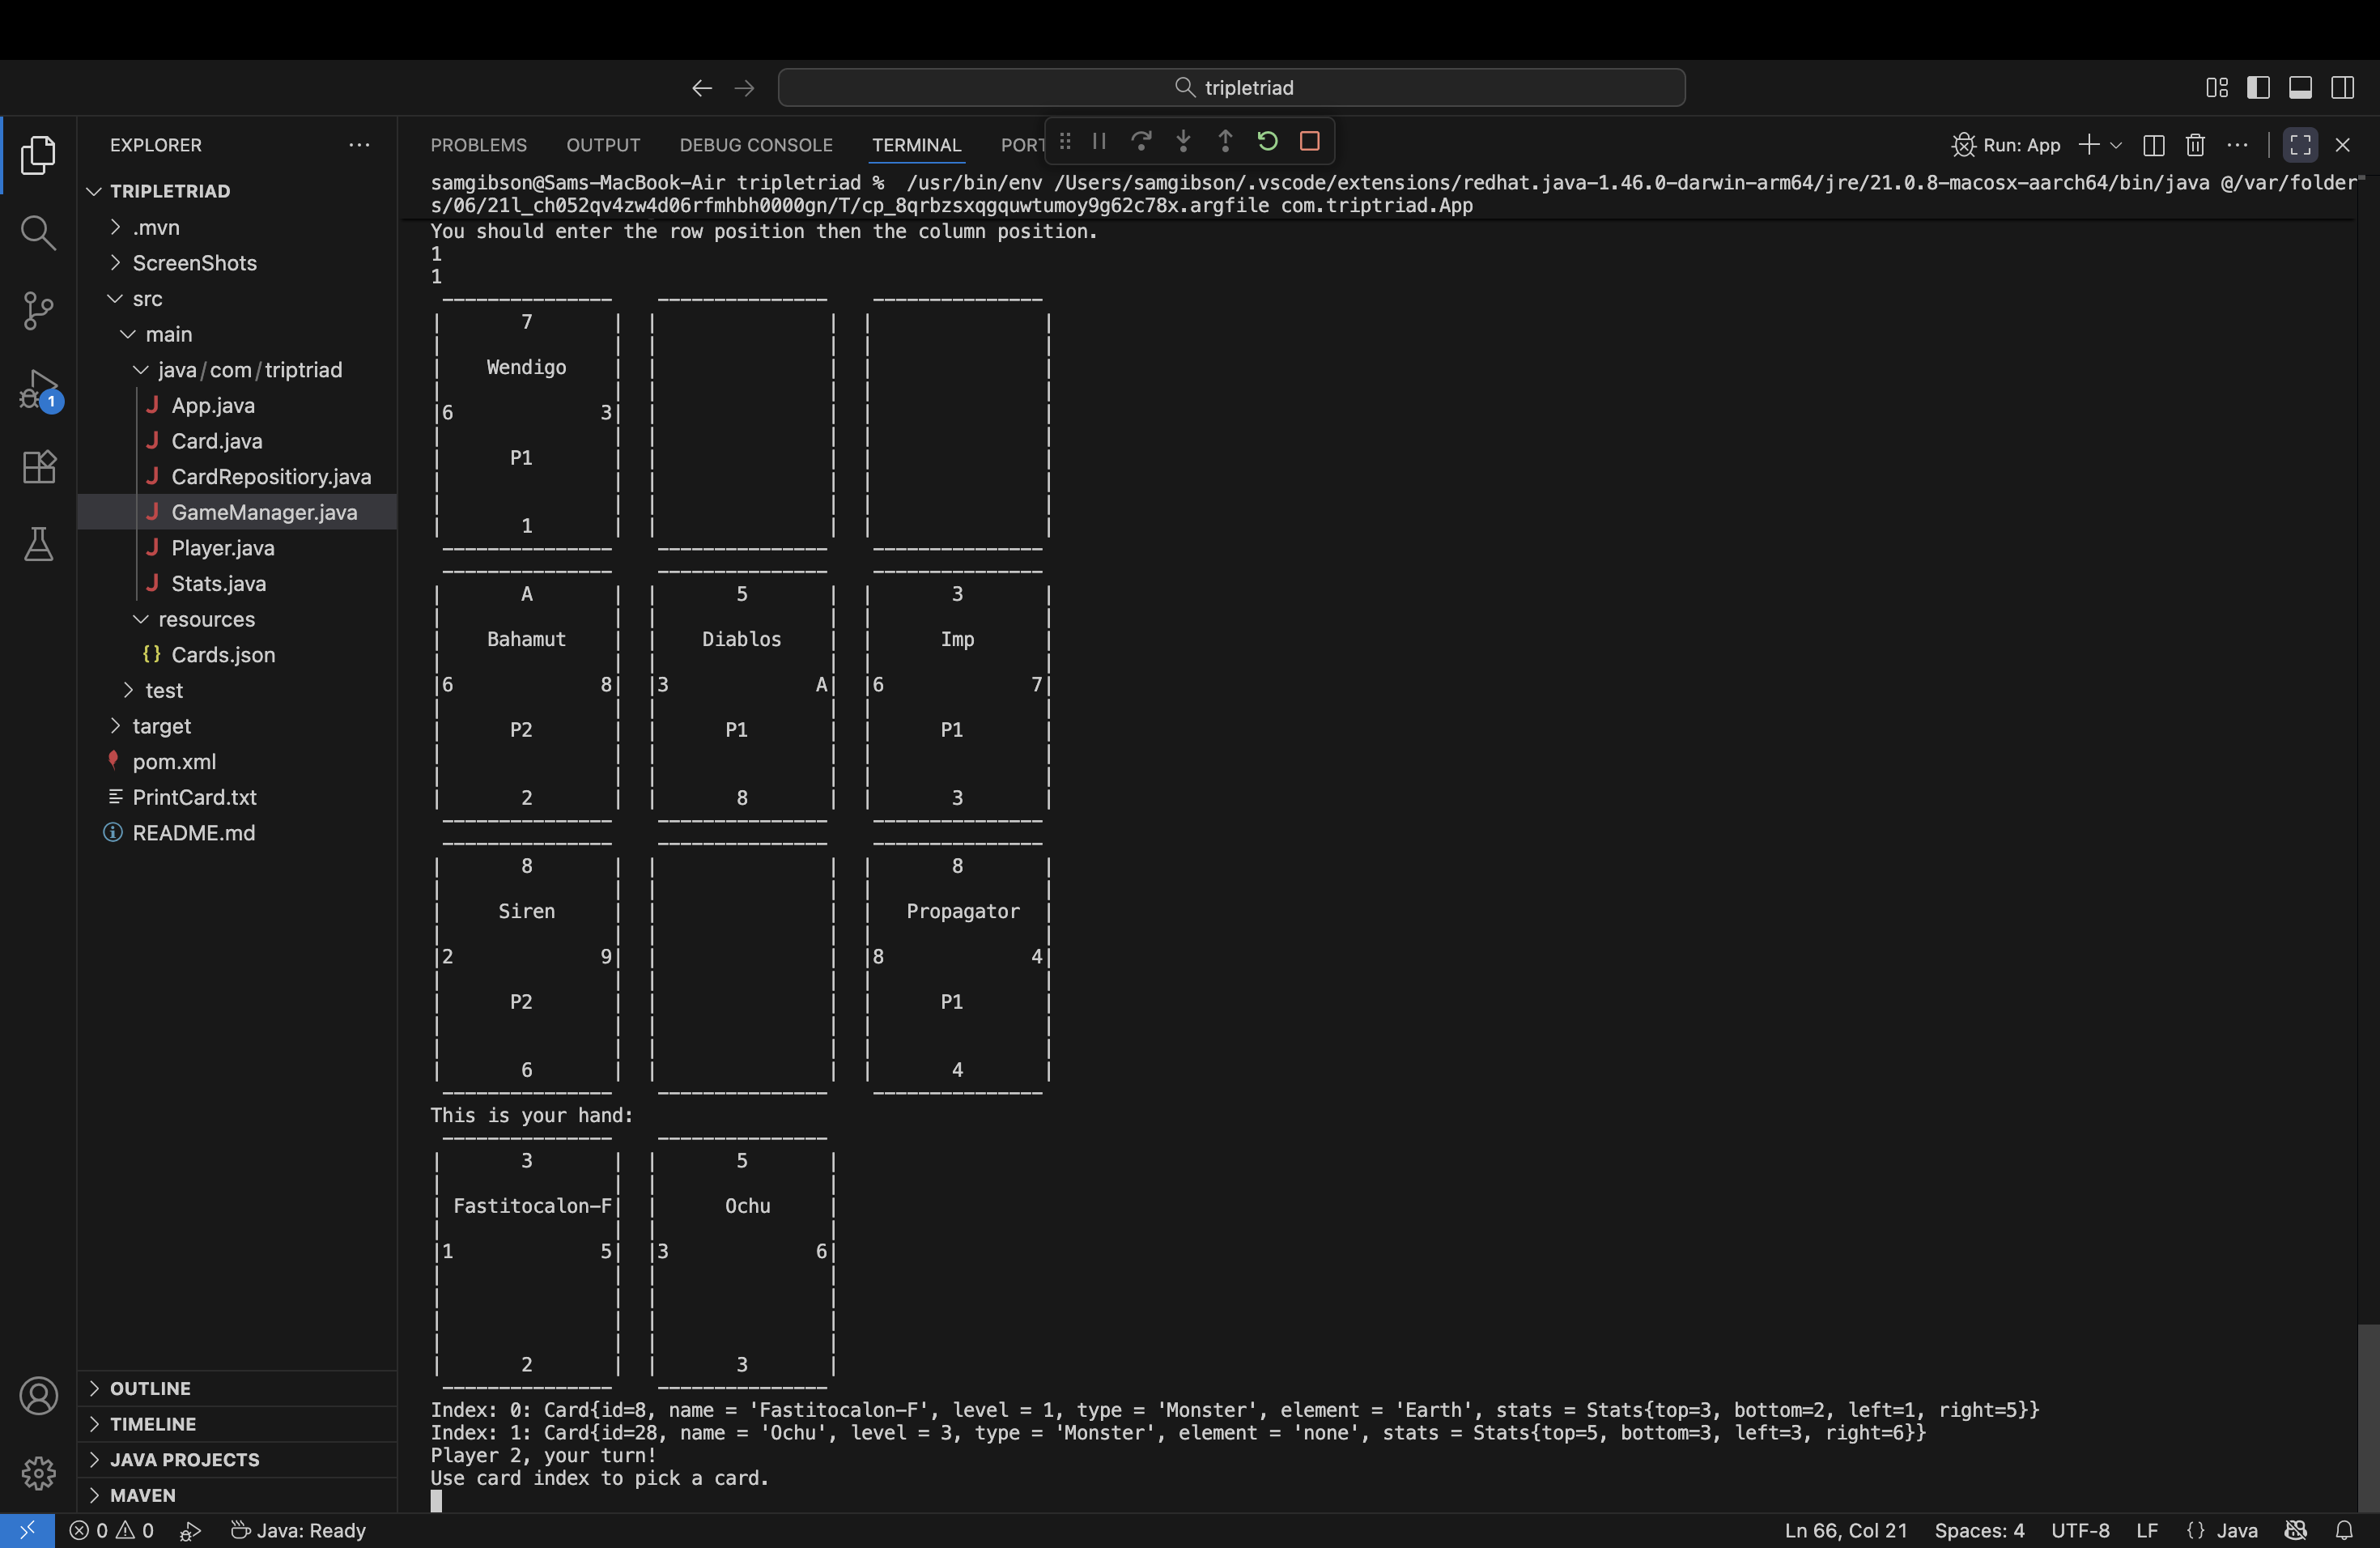 tripletriad
EXPLORER
TRIPLETRIAD
.mvn
ScreenShots
src
main
java/com/triptriad
App.java
Card.java
CardRepositiory.java
GameManager.java
Player.java
Stats.java
resources
{} Cards.json
test
target
pom.xml
PrintCard.txt
README.md
OUTLINE
TIMELINE
JAVA PROJECTS
MAVEN
1
PROBLEMS OUTPUT DEBUG CONSOLE TERMINAL PORT
Run: App
samgibson@Sams-MacBook-Air tripletriad % /usr/bin/env /Users/samgibson/.vscode/extensions/redhat.java-1.46.0-darwin-arm64/jre/21.0.8-macosx-aarch64/bin/java @/var/folder
s/06/21l_ch052qv4zw4d06rfmhbh0000gn/T/cp_8qrbzsxqgquwtumoy9g62c78x.argfile com.triptriad.App
You should enter the row position then the column position.
1
1
7
Wendigo
6 3
P1
1
A 5 3
Bahamut Diablos Imp
6 8 3 A 6 7
P2 P1 P1
2 8 3
8 8
Siren Propagator
2 9 8 4
P2 P1
6 4
This is your hand:
3 5
Fastitocalon-F Ochu
1 5 3 6
2 3
Index: 0: Card{id=8, name = 'Fastitocalon-F', level = 1, type = 'Monster', element = 'Earth', stats = Stats{top=3, bottom=2, left=1, right=5}}
Index: 1: Card{id=28, name = 'Ochu', level = 3, type = 'Monster', element = 'none', stats = Stats{top=5, bottom=3, left=3, right=6}}
Player 2, your turn!
Use card index to pick a card.
0 0 Java: Ready Ln 66, Col 21 Spaces: 4 UTF-8 LF {} Java